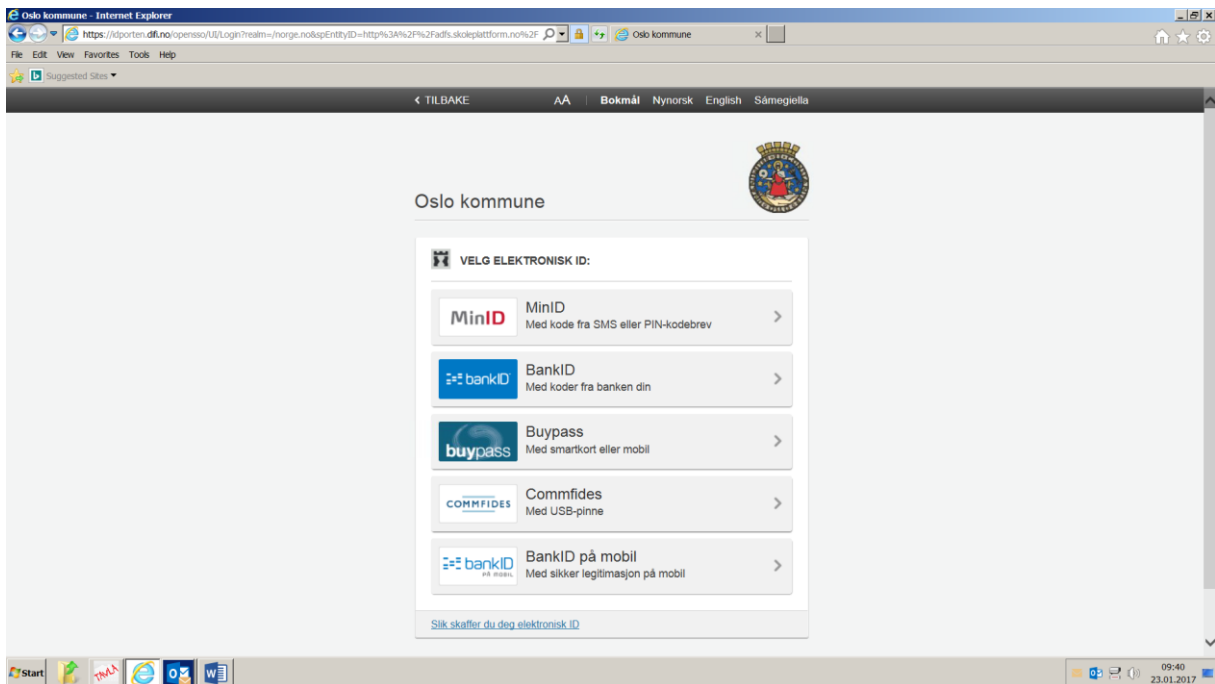 Oslo kommune - Internet Explorer
https://idporten.difi.no/opensso/UI/Login?realm=/norge.no&spEntityID=http%3A%2F%2Fadfs.skoleplattform.no%2F
Oslo kommune
File Edit View Favorites Tools Help
Suggested Sites
TILBAKE AA Bokmål Nynorsk English Sámegiella
Oslo kommune
VELG ELEKTRONISK ID:
MinID
MinID
Med kode fra SMS eller PIN-kodebrev
bankID
BankID
Med koder fra banken din
buypass
Buypass
Med smartkort eller mobil
COMMFIDES
Commfides
Med USB-pinne
bankID
PÅ MOBIL
BankID på mobil
Med sikker legitimasjon på mobil
Slik skaffer du deg elektronisk ID
Start
09:40
23.01.2017